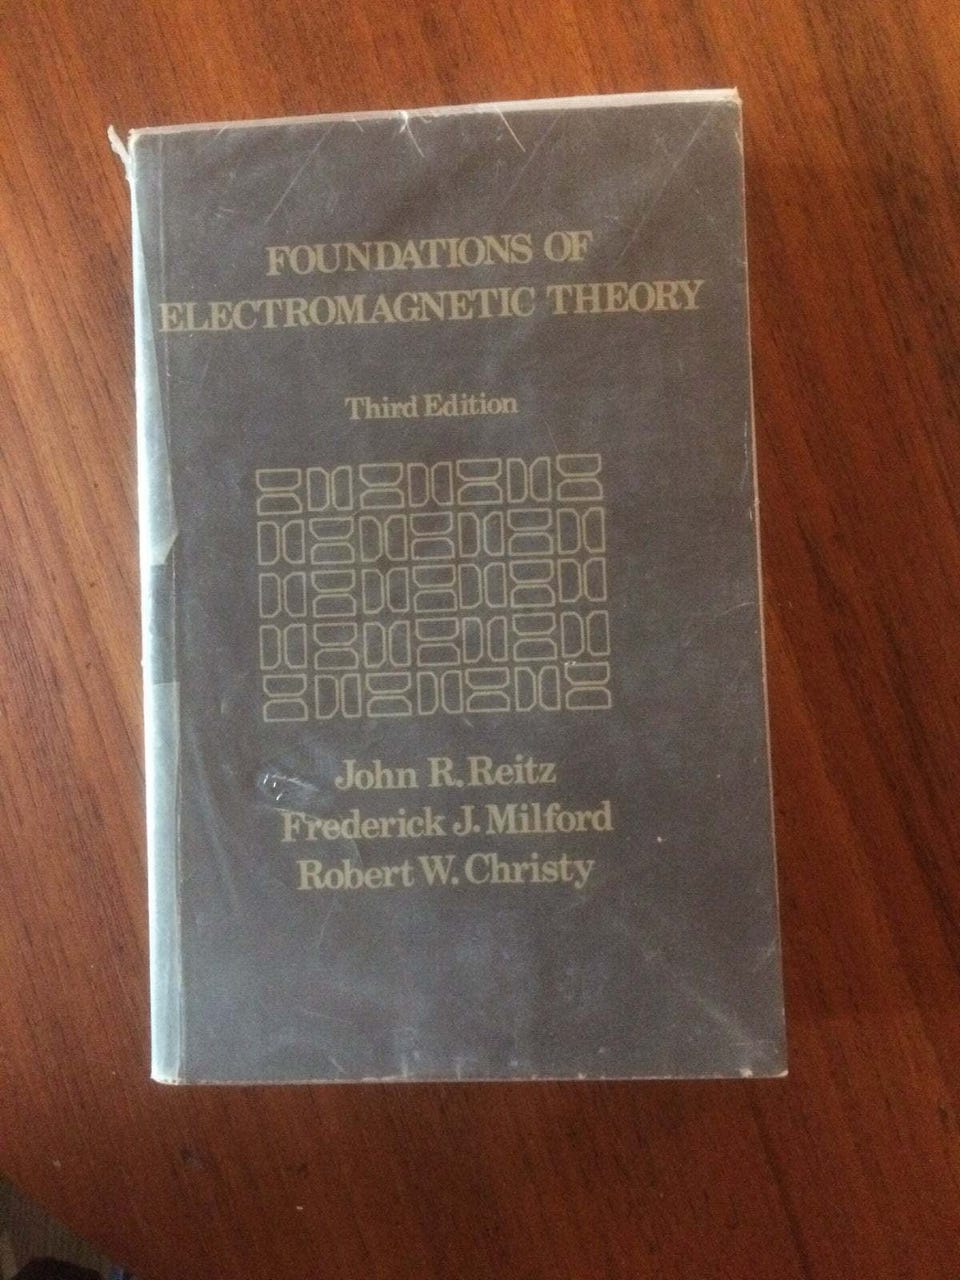 FOUNDATIONS OF
ELECTROMAGNETIC THEORY
Third Edition
John R. Reitz
Frederick J. Milford
Robert W. Christy